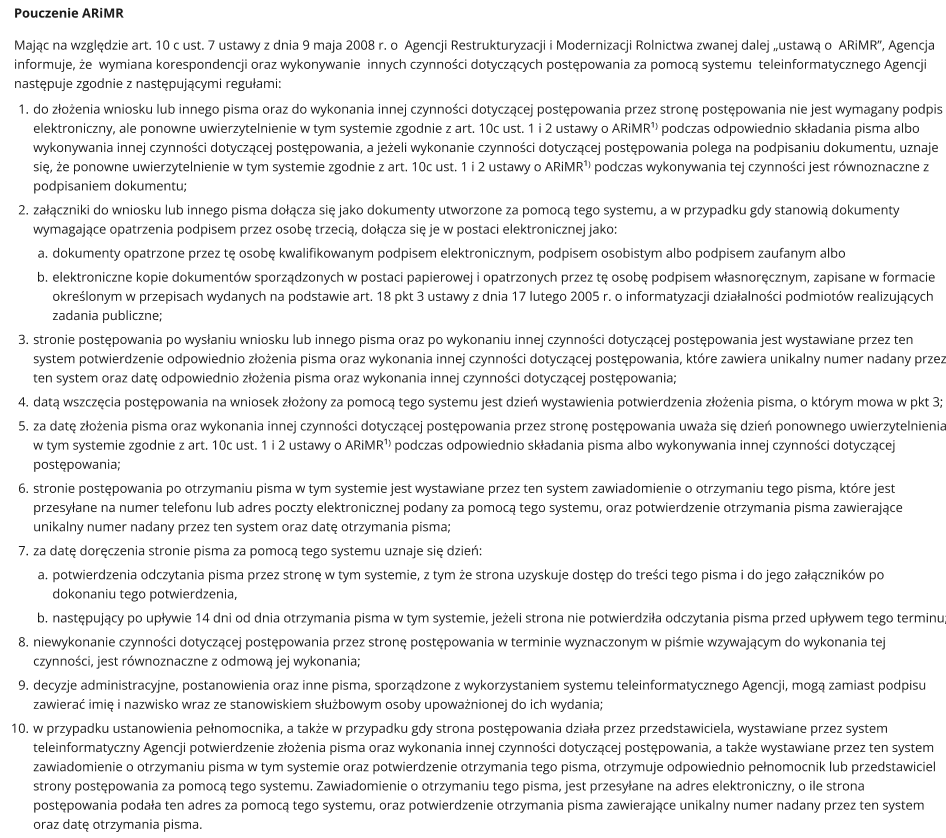 Pouczenie ARiMR
Mając na względzie art. 10 c ust. 7 ustawy z dnia 9 maja 2008 r. o Agencji Restrukturyzacji i Modernizacji Rolnictwa zwanej dalej „ustawą o ARiMR”, Agencja
informuje, że wymiana korespondencji oraz wykonywanie innych czynności dotyczących postępowania za pomocą systemu teleinformatycznego Agencji
następuje zgodnie z następującymi regułami:
1. do złożenia wniosku lub innego pisma oraz do wykonania innej czynności dotyczącej postępowania przez stronę postępowania nie jest wymagany podpis
elektroniczny, ale ponowne uwierzytelnienie w tym systemie zgodnie z art. 10c ust. 1 i 2 ustawy o ARiMR¹⁾ podczas odpowiednio składania pisma albo
wykonywania innej czynności dotyczącej postępowania, a jeżeli wykonanie czynności dotyczącej postępowania polega na podpisaniu dokumentu, uznaje
się, że ponowne uwierzytelnienie w tym systemie zgodnie z art. 10c ust. 1 i 2 ustawy o ARiMR¹⁾ podczas wykonywania tej czynności jest równoznaczne z
podpisaniem dokumentu;
2. załączniki do wniosku lub innego pisma dołącza się jako dokumenty utworzone za pomocą tego systemu, a w przypadku gdy stanowią dokumenty
wymagające opatrzenia podpisem przez osobę trzecią, dołącza się je w postaci elektronicznej jako:
a. dokumenty opatrzone przez tę osobę kwalifikowanym podpisem elektronicznym, podpisem osobistym albo podpisem zaufanym albo
b. elektroniczne kopie dokumentów sporządzonych w postaci papierowej i opatrzonych przez tę osobę podpisem własnoręcznym, zapisane w formacie
określonym w przepisach wydanych na podstawie art. 18 pkt 3 ustawy z dnia 17 lutego 2005 r. o informatyzacji działalności podmiotów realizujących
zadania publiczne;
3. stronie postępowania po wysłaniu wniosku lub innego pisma oraz po wykonaniu innej czynności dotyczącej postępowania jest wystawiane przez ten
system potwierdzenie odpowiednio złożenia pisma oraz wykonania innej czynności dotyczącej postępowania, które zawiera unikalny numer nadany przez
ten system oraz datę odpowiednio złożenia pisma oraz wykonania innej czynności dotyczącej postępowania;
4. datą wszczęcia postępowania na wniosek złożony za pomocą tego systemu jest dzień wystawienia potwierdzenia złożenia pisma, o którym mowa w pkt 3;
5. za datę złożenia pisma oraz wykonania innej czynności dotyczącej postępowania przez stronę postępowania uważa się dzień ponownego uwierzytelnienia
w tym systemie zgodnie z art. 10c ust. 1 i 2 ustawy o ARiMR¹⁾ podczas odpowiednio składania pisma albo wykonywania innej czynności dotyczącej
postępowania;
6. stronie postępowania po otrzymaniu pisma w tym systemie jest wystawiane przez ten system zawiadomienie o otrzymaniu tego pisma, które jest
przesyłane na numer telefonu lub adres poczty elektronicznej podany za pomocą tego systemu, oraz potwierdzenie otrzymania pisma zawierające
unikalny numer nadany przez ten system oraz datę otrzymania pisma;
7. za datę doręczenia stronie pisma za pomocą tego systemu uznaje się dzień:
a. potwierdzenia odczytania pisma przez stronę w tym systemie, z tym że strona uzyskuje dostęp do treści tego pisma i do jego załączników po
dokonaniu tego potwierdzenia,
b. następujący po upływie 14 dni od dnia otrzymania pisma w tym systemie, jeżeli strona nie potwierdziła odczytania pisma przed upływem tego terminu;
8. niewykonanie czynności dotyczącej postępowania przez stronę postępowania w terminie wyznaczonym w piśmie wzywającym do wykonania tej
czynności, jest równoznaczne z odmową jej wykonania;
9. decyzje administracyjne, postanowienia oraz inne pisma, sporządzone z wykorzystaniem systemu teleinformatycznego Agencji, mogą zamiast podpisu
zawierać imię i nazwisko wraz ze stanowiskiem służbowym osoby upoważnionej do ich wydania;
10. w przypadku ustanowienia pełnomocnika, a także w przypadku gdy strona postępowania działa przez przedstawiciela, wystawiane przez system
teleinformatyczny Agencji potwierdzenie złożenia pisma oraz wykonania innej czynności dotyczącej postępowania, a także wystawiane przez ten system
zawiadomienie o otrzymaniu pisma w tym systemie oraz potwierdzenie otrzymania tego pisma, otrzymuje odpowiednio pełnomocnik lub przedstawiciel
strony postępowania za pomocą tego systemu. Zawiadomienie o otrzymaniu tego pisma, jest przesyłane na adres elektroniczny, o ile strona
postępowania podała ten adres za pomocą tego systemu, oraz potwierdzenie otrzymania pisma zawierające unikalny numer nadany przez ten system
oraz datę otrzymania pisma.